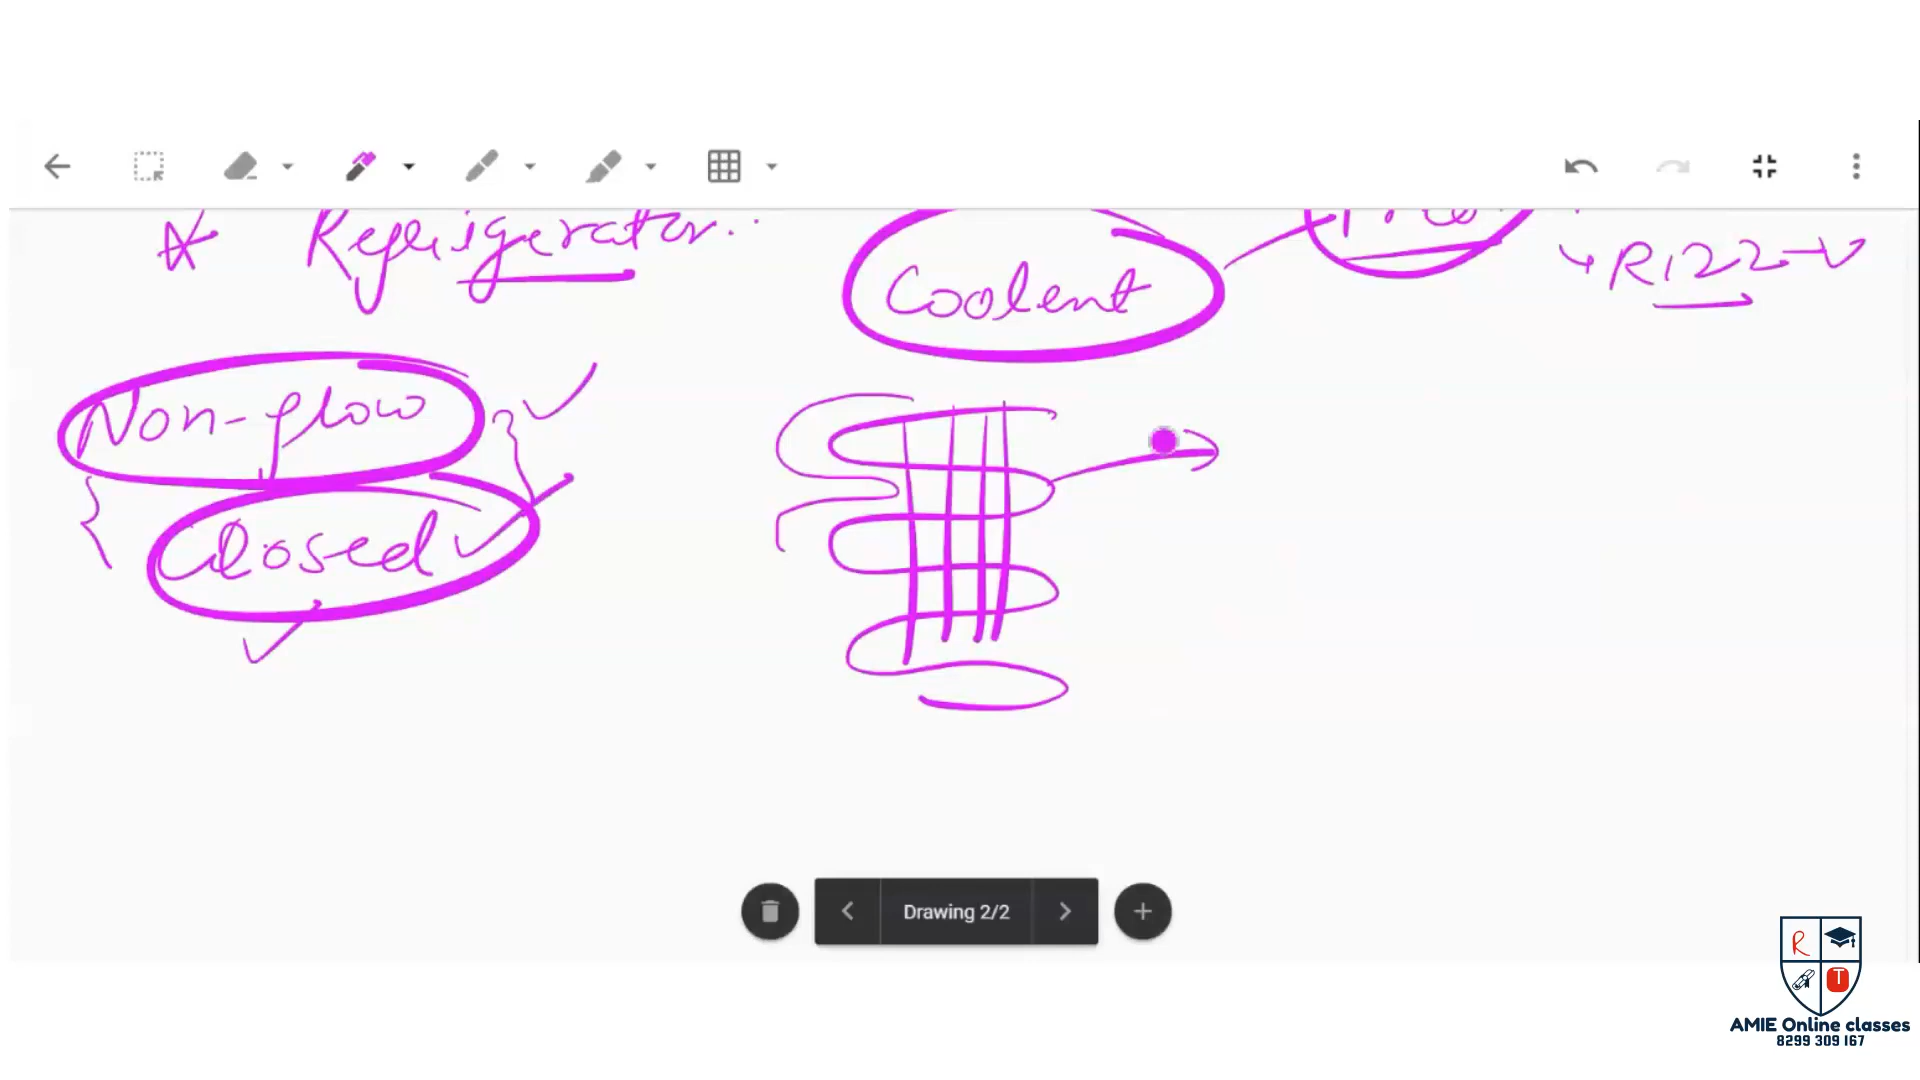 Refrigerator.
Coolent
R122
Non-flow
Closed
Drawing 2/2
R
T
AMIE Online classes
8299 309 167